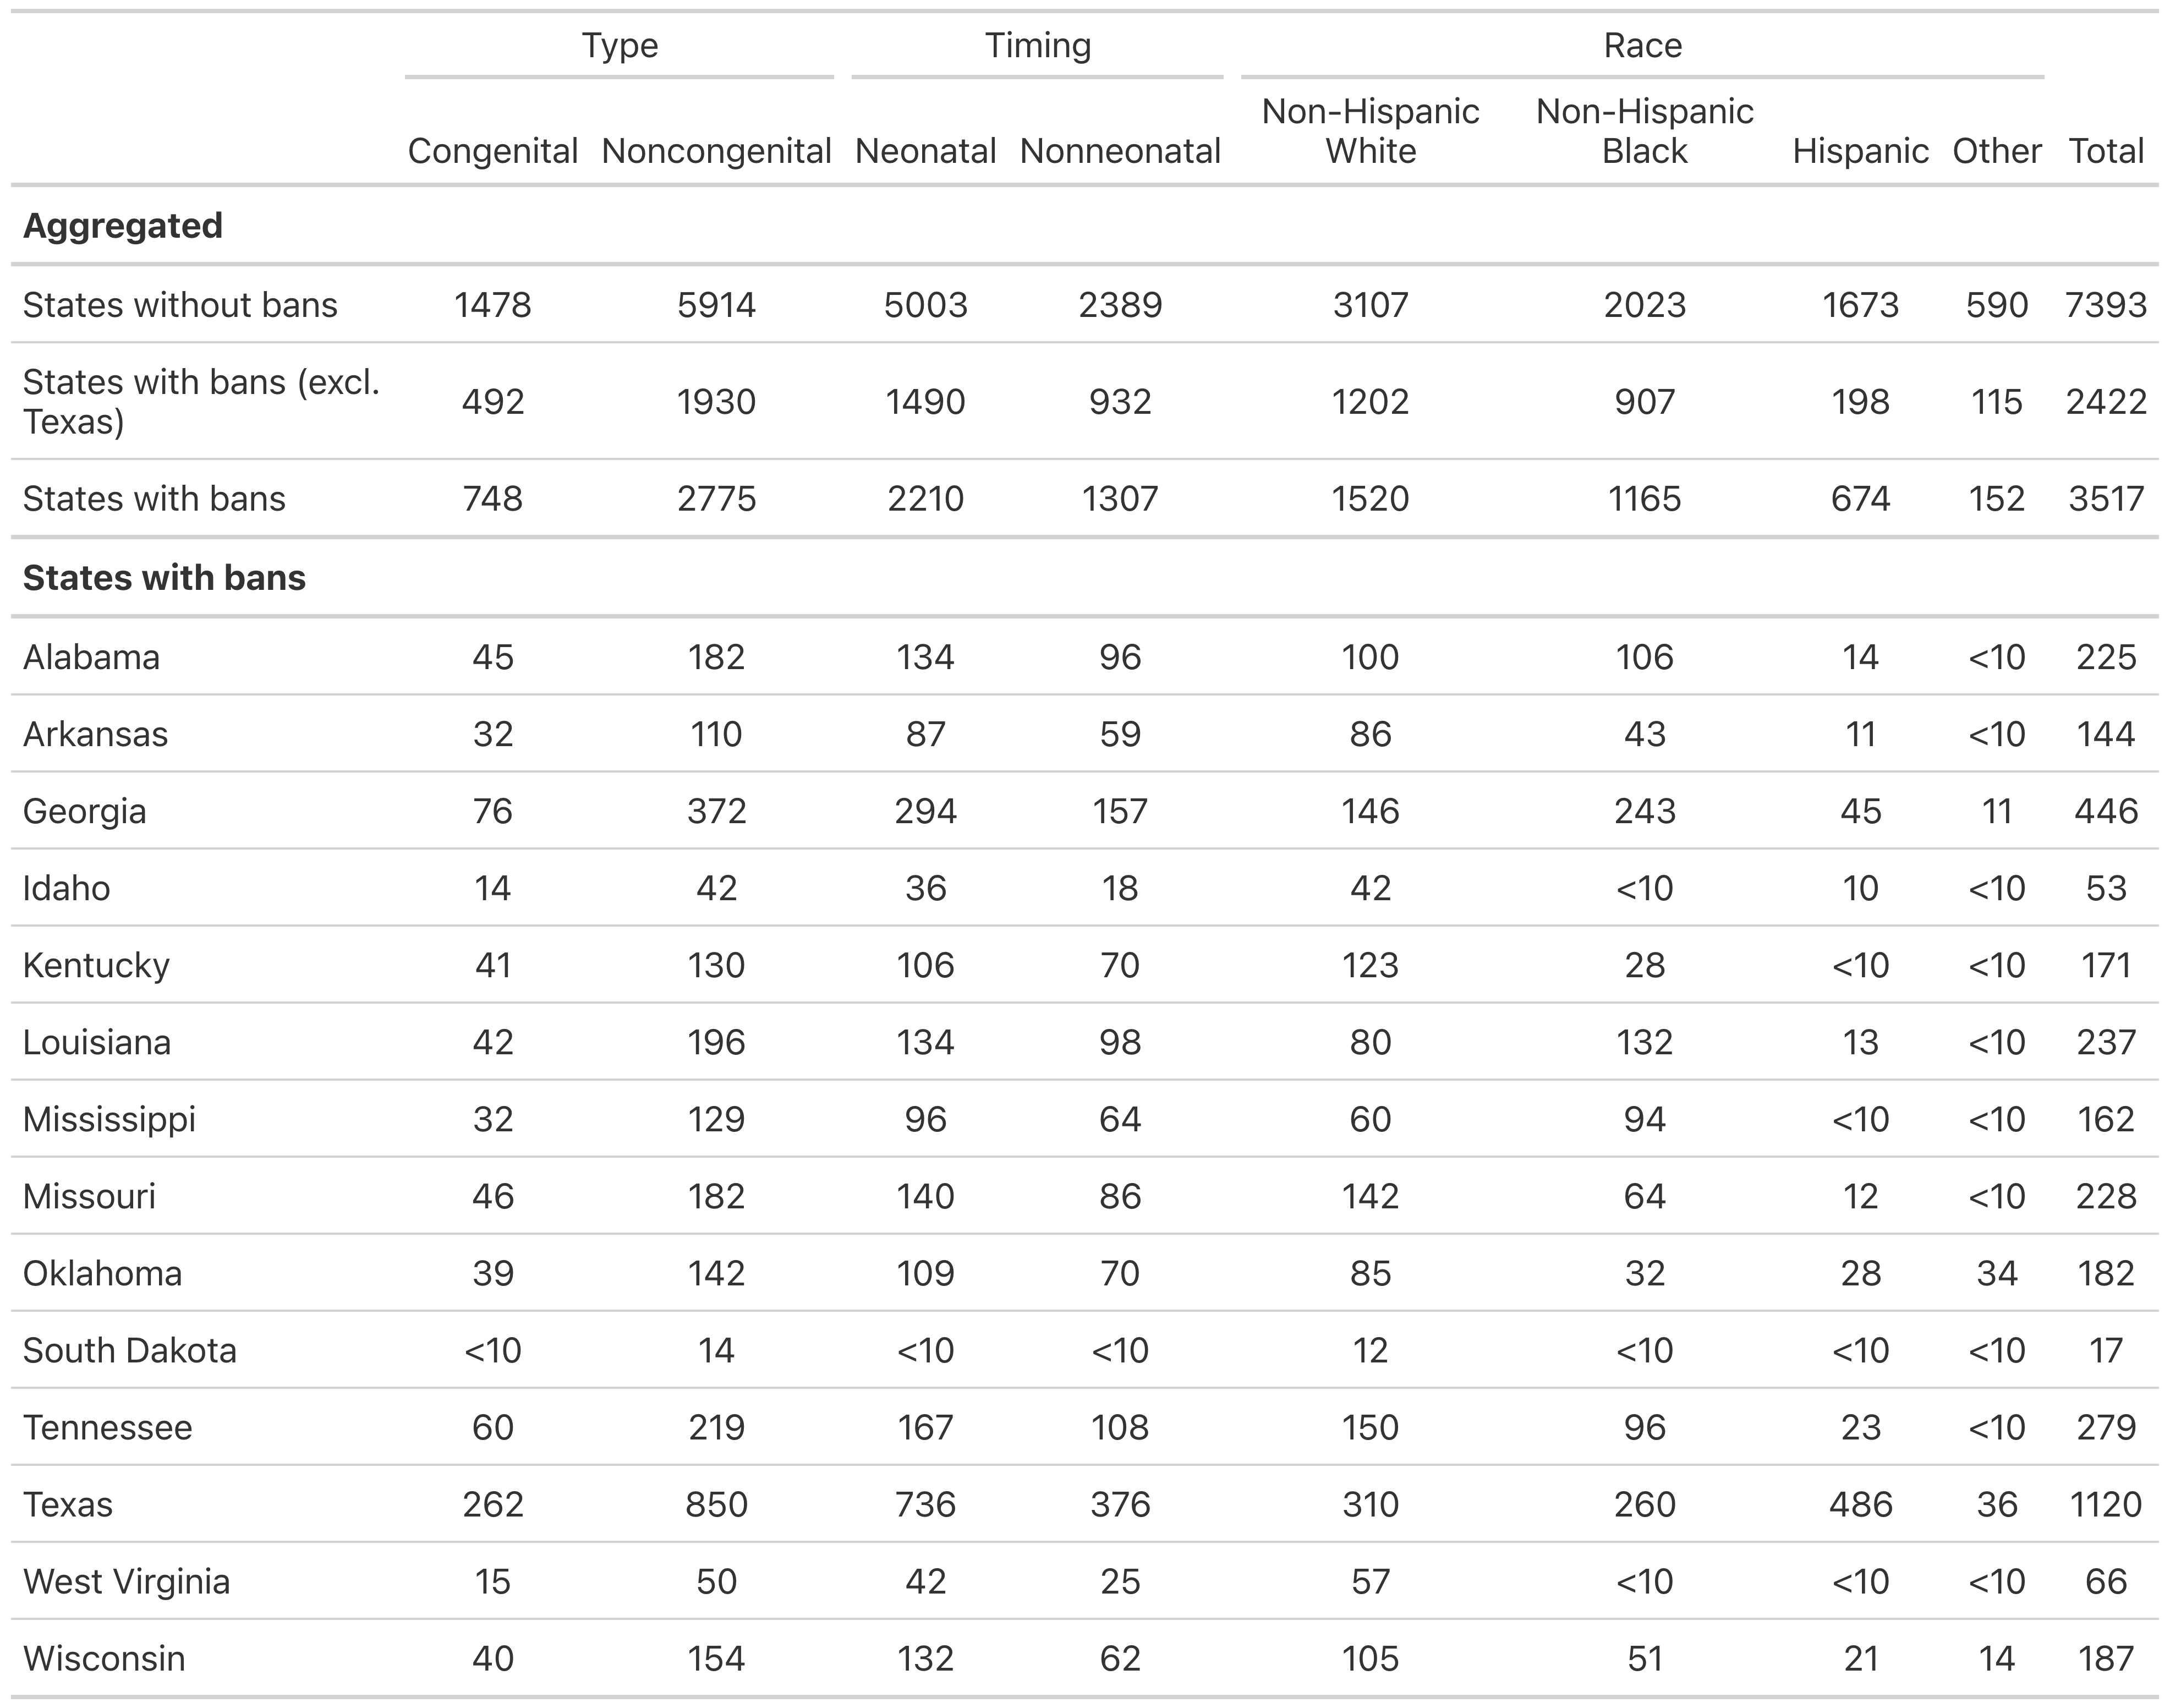 Type Timing Race
Non-Hispanic Non-Hispanic
Congenital Noncongenital Neonatal Nonneonatal White Black Hispanic Other Total
Aggregated
States without bans 1478 5914 5003 2389 3107 2023 1673 590 7393
States with bans (excl.
Texas) 492 1930 1490 932 1202 907 198 115 2422
States with bans 748 2775 2210 1307 1520 1165 674 152 3517
States with bans
Alabama 45 182 134 96 100 106 14 <10 225
Arkansas 32 110 87 59 86 43 11 <10 144
Georgia 76 372 294 157 146 243 45 11 446
Idaho 14 42 36 18 42 <10 10 <10 53
Kentucky 41 130 106 70 123 28 <10 <10 171
Louisiana 42 196 134 98 80 132 13 <10 237
Mississippi 32 129 96 64 60 94 <10 <10 162
Missouri 46 182 140 86 142 64 12 <10 228
Oklahoma 39 142 109 70 85 32 28 34 182
South Dakota <10 14 <10 <10 12 <10 <10 <10 17
Tennessee 60 219 167 108 150 96 23 <10 279
Texas 262 850 736 376 310 260 486 36 1120
West Virginia 15 50 42 25 57 <10 <10 <10 66
Wisconsin 40 154 132 62 105 51 21 14 187